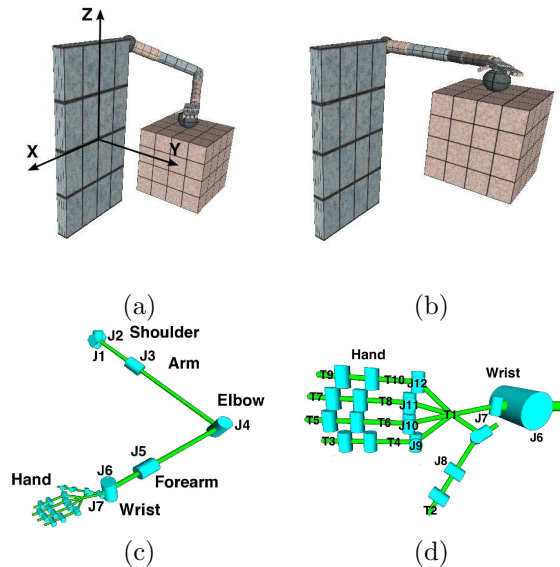 Z
X
Y
(a)
(b)
J2 Shoulder
J1
J3
Arm
Elbow
J4
J5
J6
Forearm
Hand
J7
Wrist
(c)
Hand
Wrist
T9
T10
J12
T7
T8
J11
T1
J7
T5
T6
J10
J6
T3
T4
J9
J8
T2
(d)